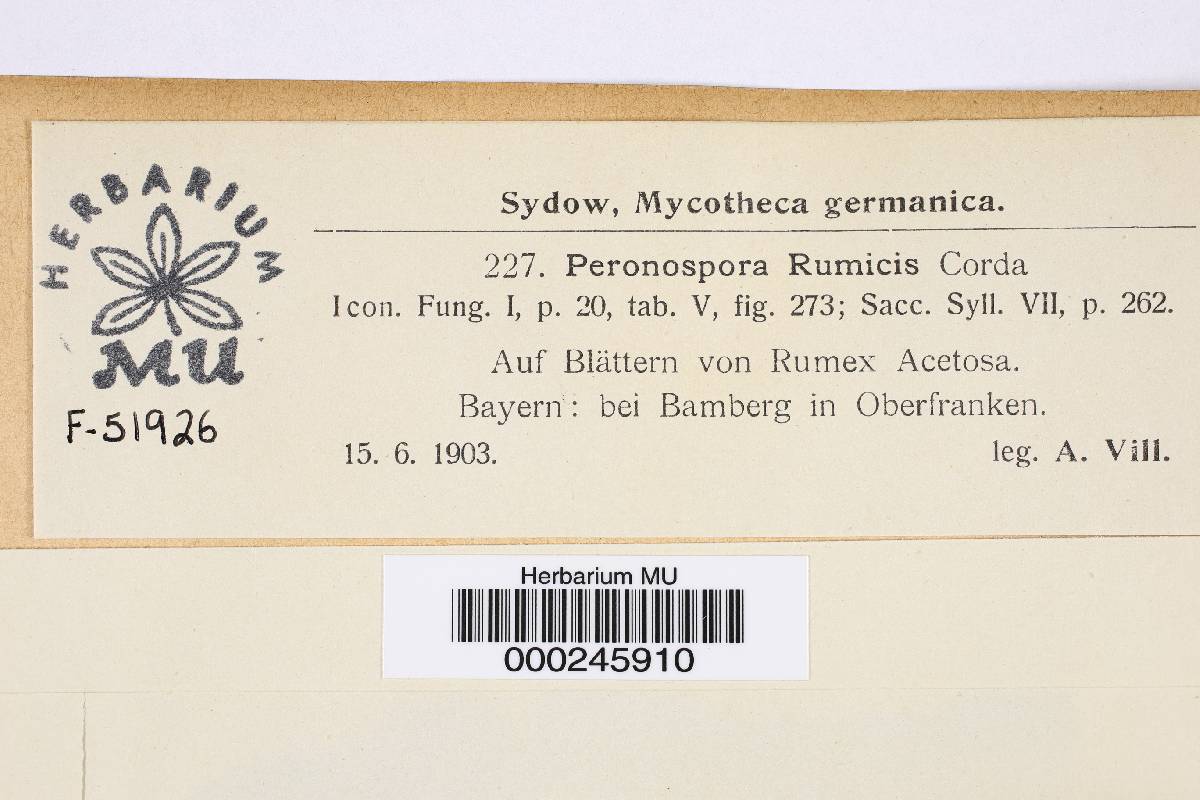 HERBARIUM
MU
F-51926
Sydow, Mycotheca germanica.
227. Peronospora Rumicis Corda
Icon. Fung. I, p. 20, tab. V, fig. 273; Sacc. Syll. VII, p. 262.
Auf Blättern von Rumex Acetosa.
Bayern: bei Bamberg in Oberfranken.
15. 6. 1903. leg. A. Vill.
Herbarium MU
000245910